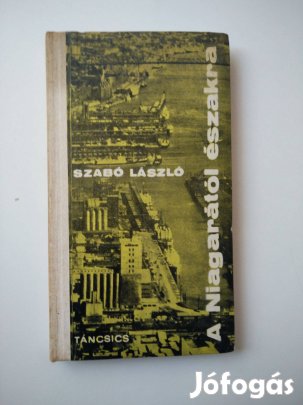 SZABÓ LÁSZLÓ
A Niagarától északra
TÁNCSICS
Jófogás